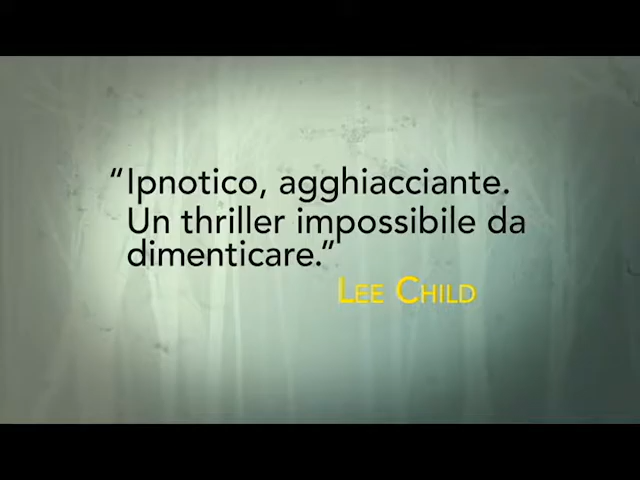 “Ipnotico, agghiacciante.
Un thriller impossibile da
dimenticare.”
LEE CHILD